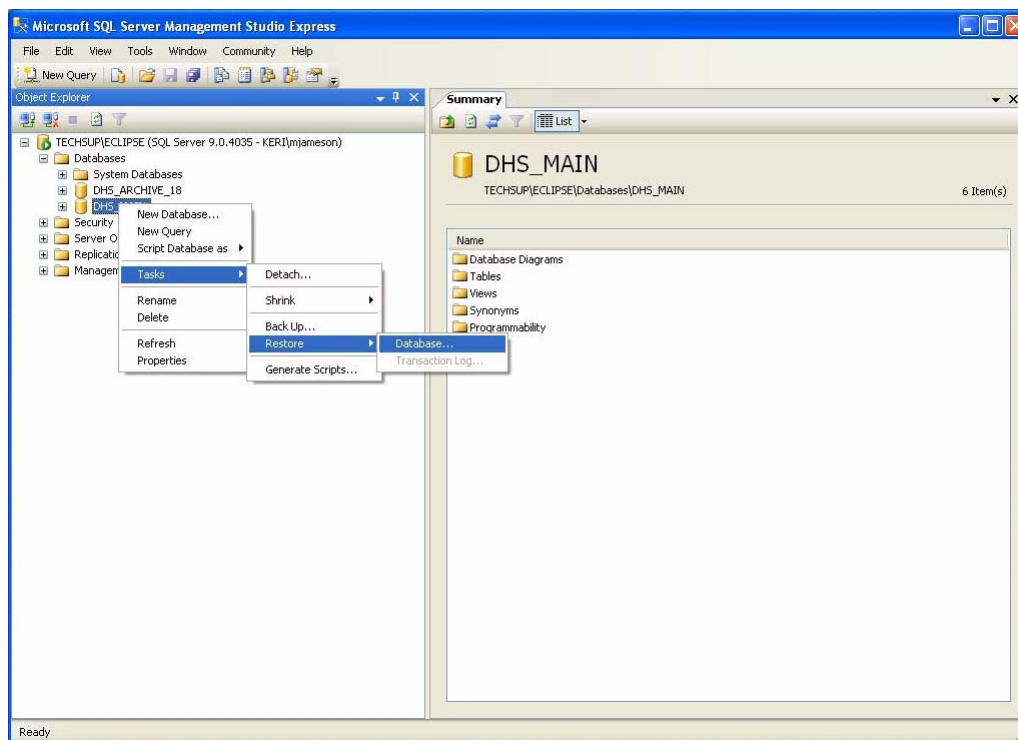 Microsoft SQL Server Management Studio Express
File Edit View Tools Window Community Help
New Query
Object Explorer
TECHSUP\ECLIPSE (SQL Server 9.0.4035 - KERI\mjameson)
Databases
System Databases
DHS_ARCHIVE_18
Security
Server O
Replicatio
Managem
New Database...
New Query
Script Database as
Tasks
Rename
Delete
Refresh
Properties
Detach...
Shrink
Back Up...
Restore
Generate Scripts...
Database...
Transaction Log...
Summary
List
DHS_MAIN
TECHSUP\ECLIPSE\Databases\DHS_MAIN
6 Item(s)
Name
Database Diagrams
Tables
Views
Synonyms
Programmability
Ready